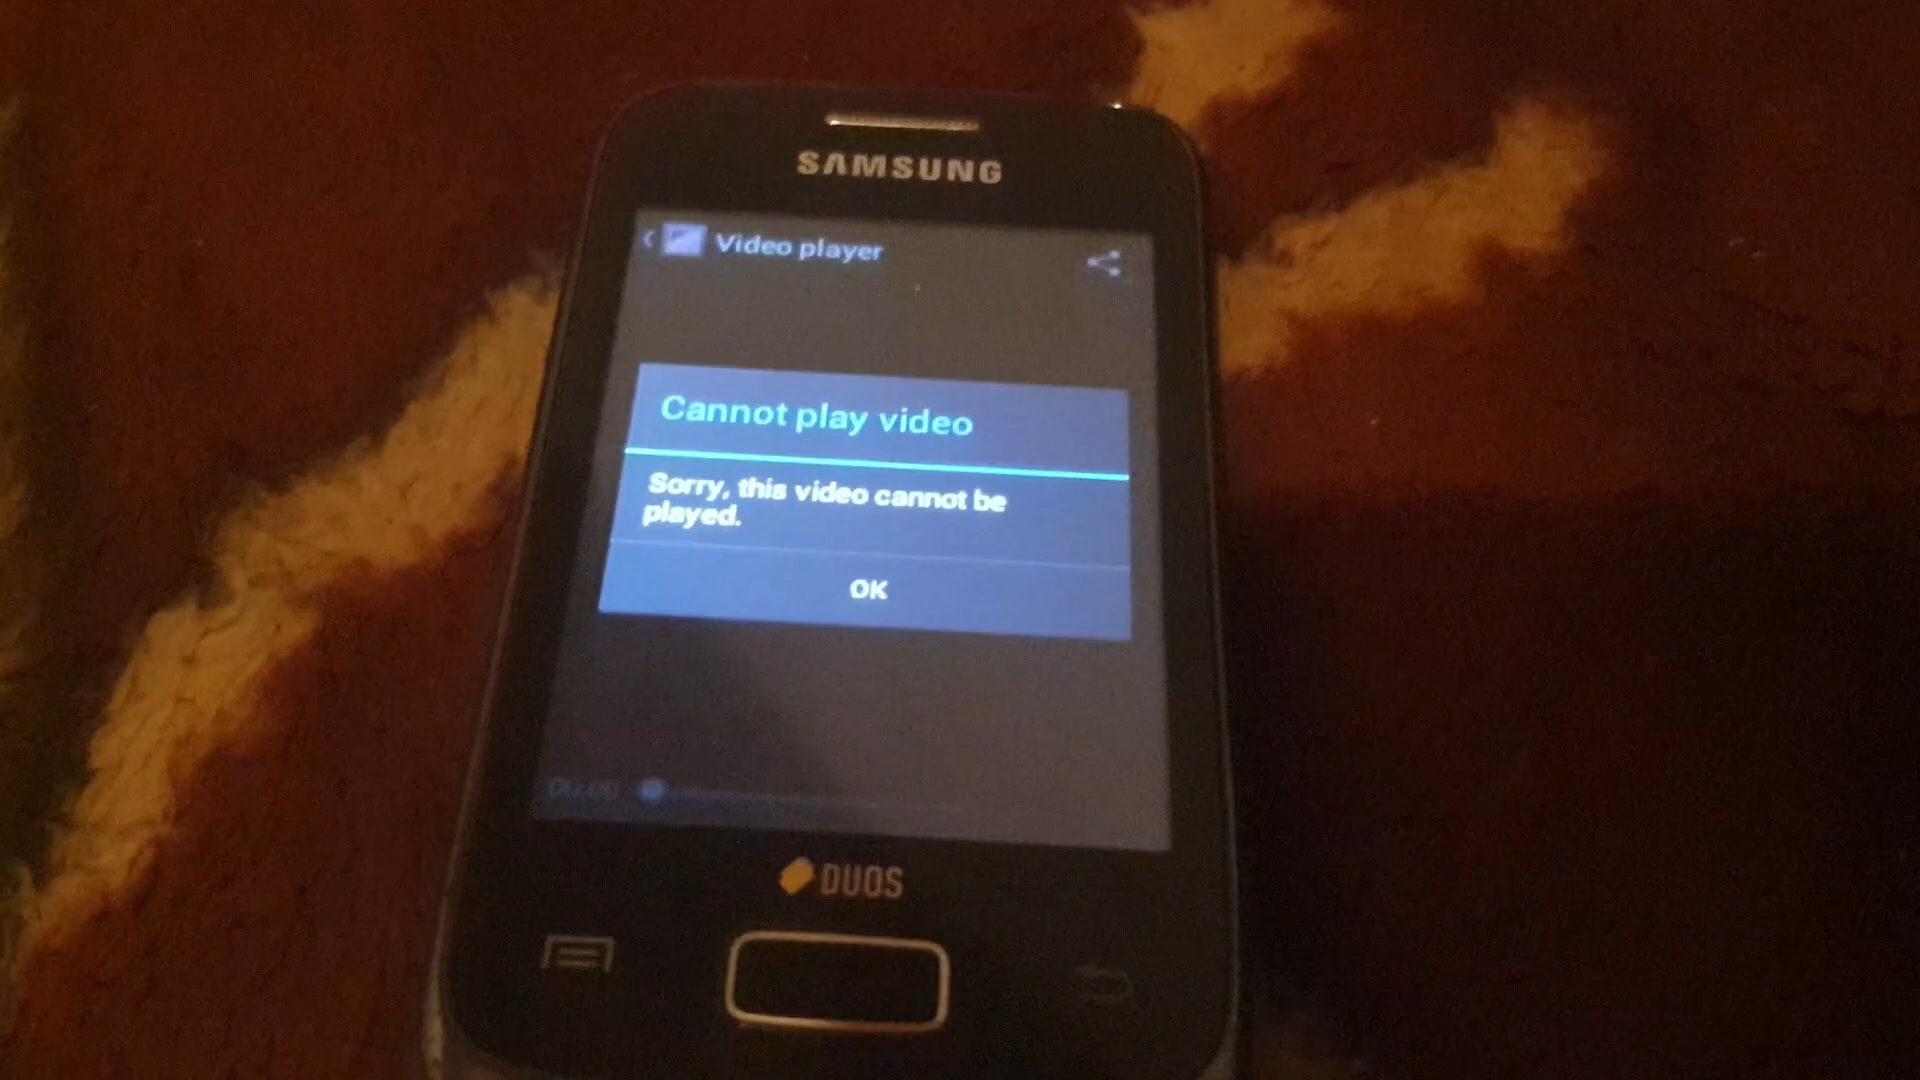 SAMSUNG
Video player
Cannot play video
Sorry, this video cannot be
played.
OK
DUOS